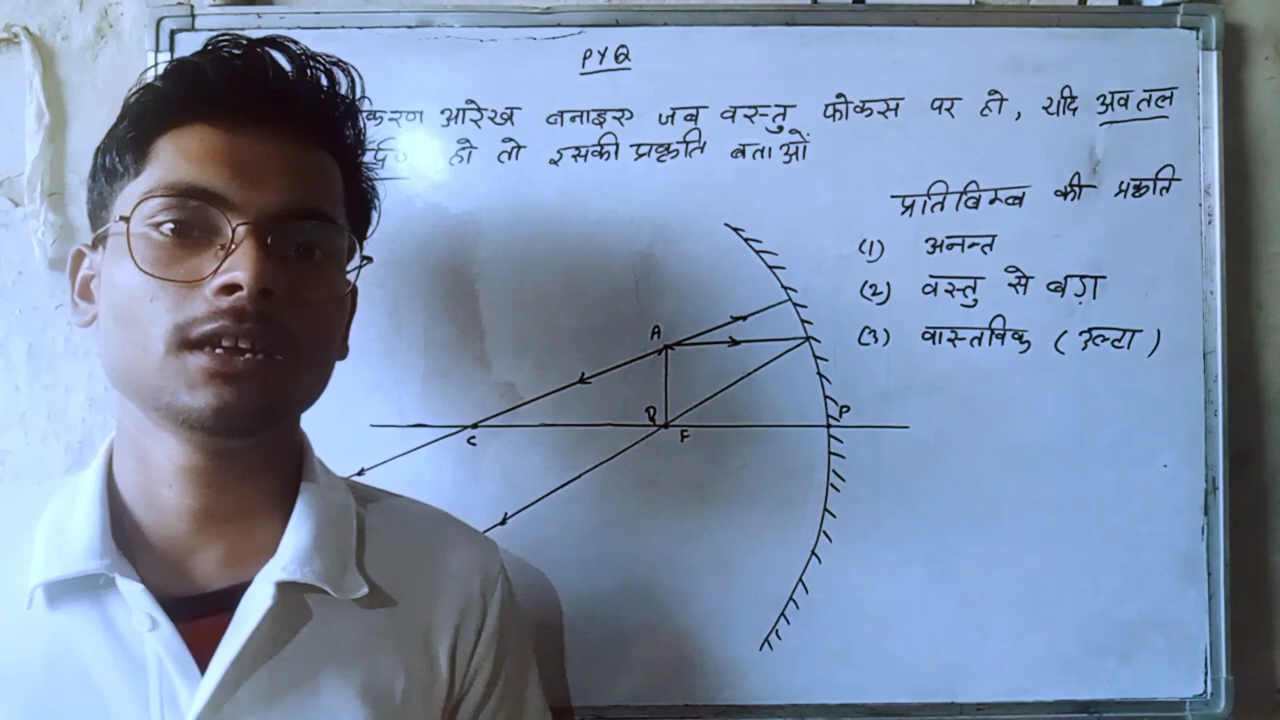 PYQ
किरण आरेख बनाइए जब वस्तु फोकस पर हो, यदि अवतल
हो तो इसकी प्रकृति बताओं
प्रतिबिम्ब की प्रकृति
(1) अनन्त
(2) वस्तु से बड़ा
(3) वास्तविक (उल्टा)
A
B
P
C
F